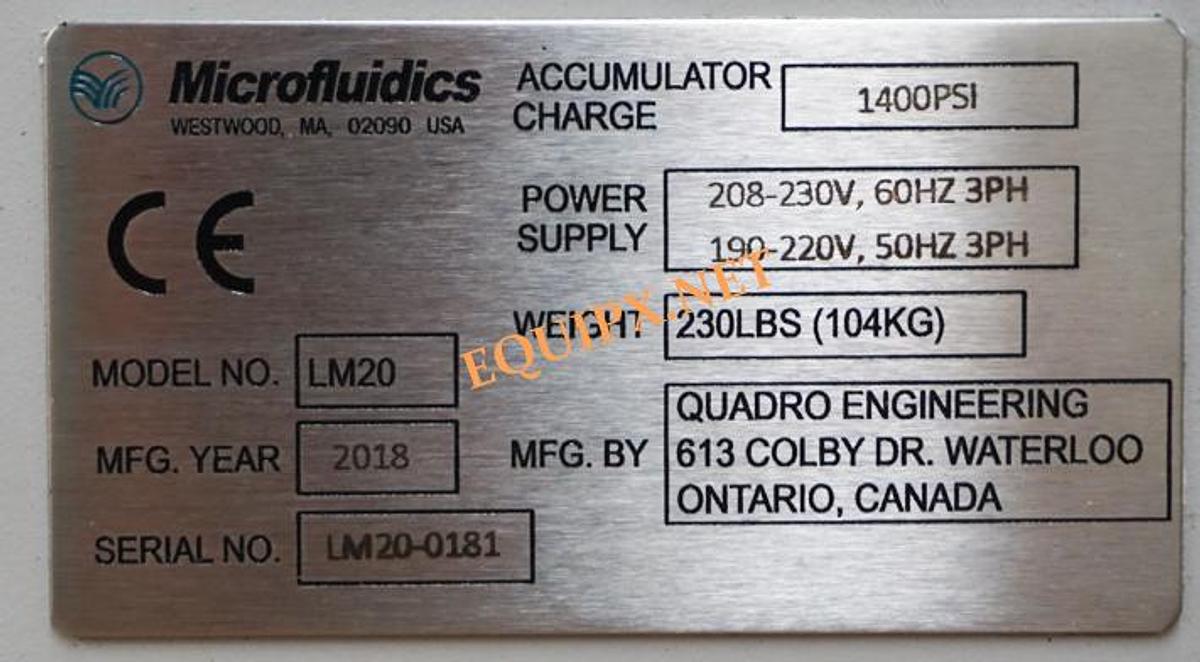 Microfluidics
WESTWOOD, MA, 02090 USA
CE
MODEL NO. LM20
MFG. YEAR 2018
SERIAL NO. LM20-0181
ACCUMULATOR
CHARGE
1400PSI
POWER
SUPPLY
208-230V, 60HZ 3PH
190-220V, 50HZ 3PH
WEIGHT 230LBS (104KG)
MFG. BY
QUADRO ENGINEERING
613 COLBY DR. WATERLOO
ONTARIO, CANADA
EQUIPX.NET